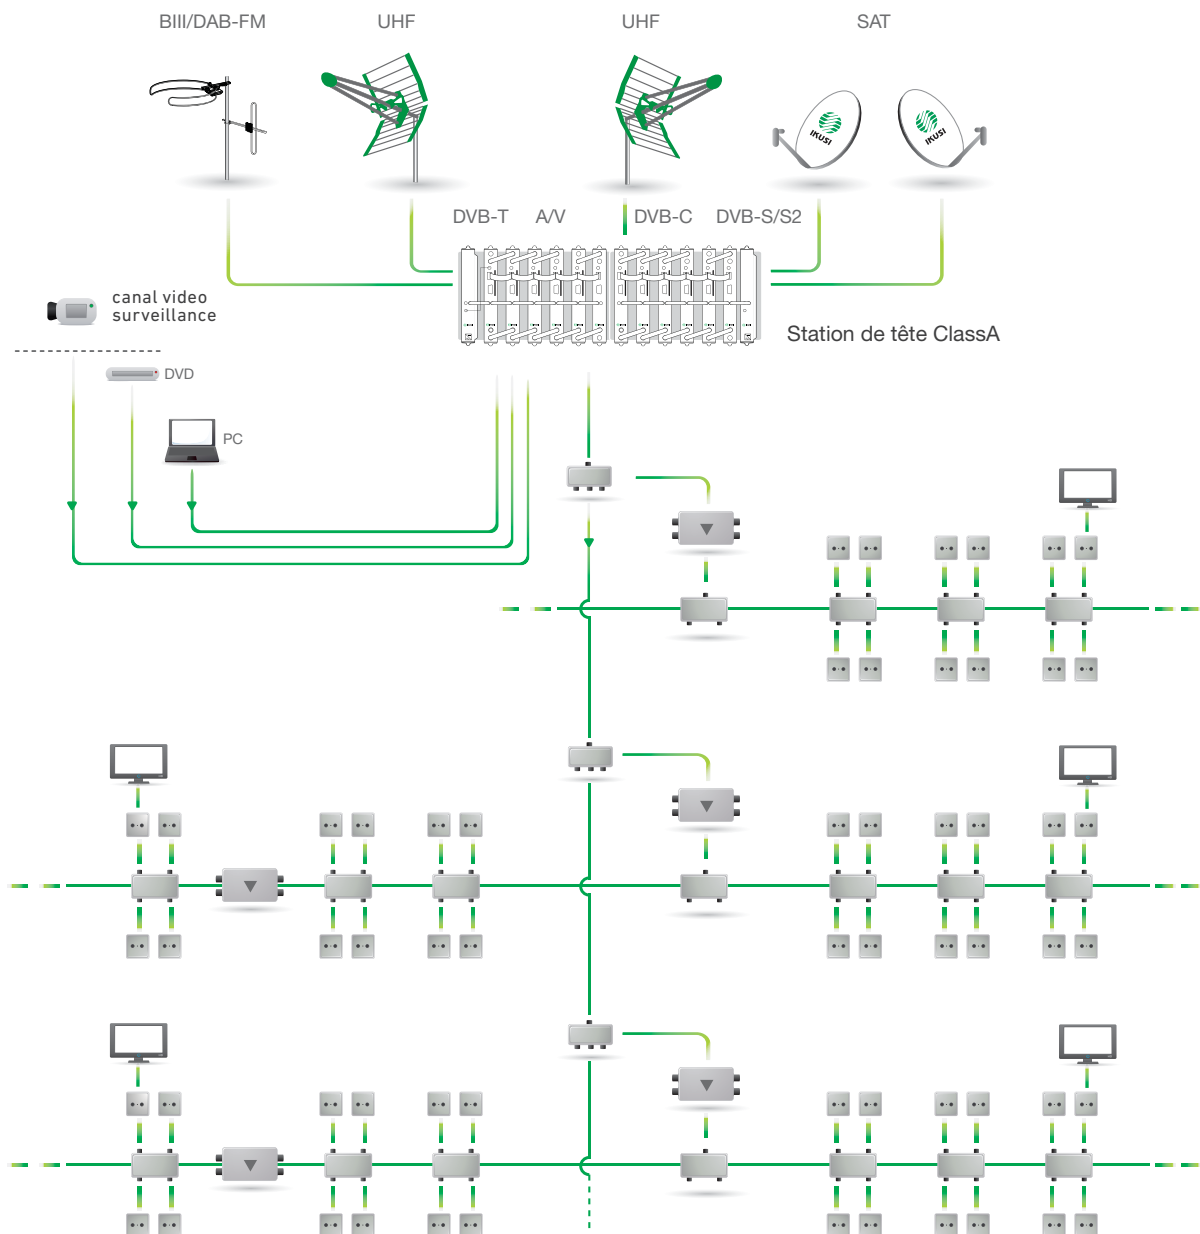 BIII/DAB-FM
UHF
UHF
SAT
IKUSI
IKUSI
DVB-T
A/V
DVB-C
DVB-S/S2
canal video
surveillance
Station de tête ClassA
DVD
PC